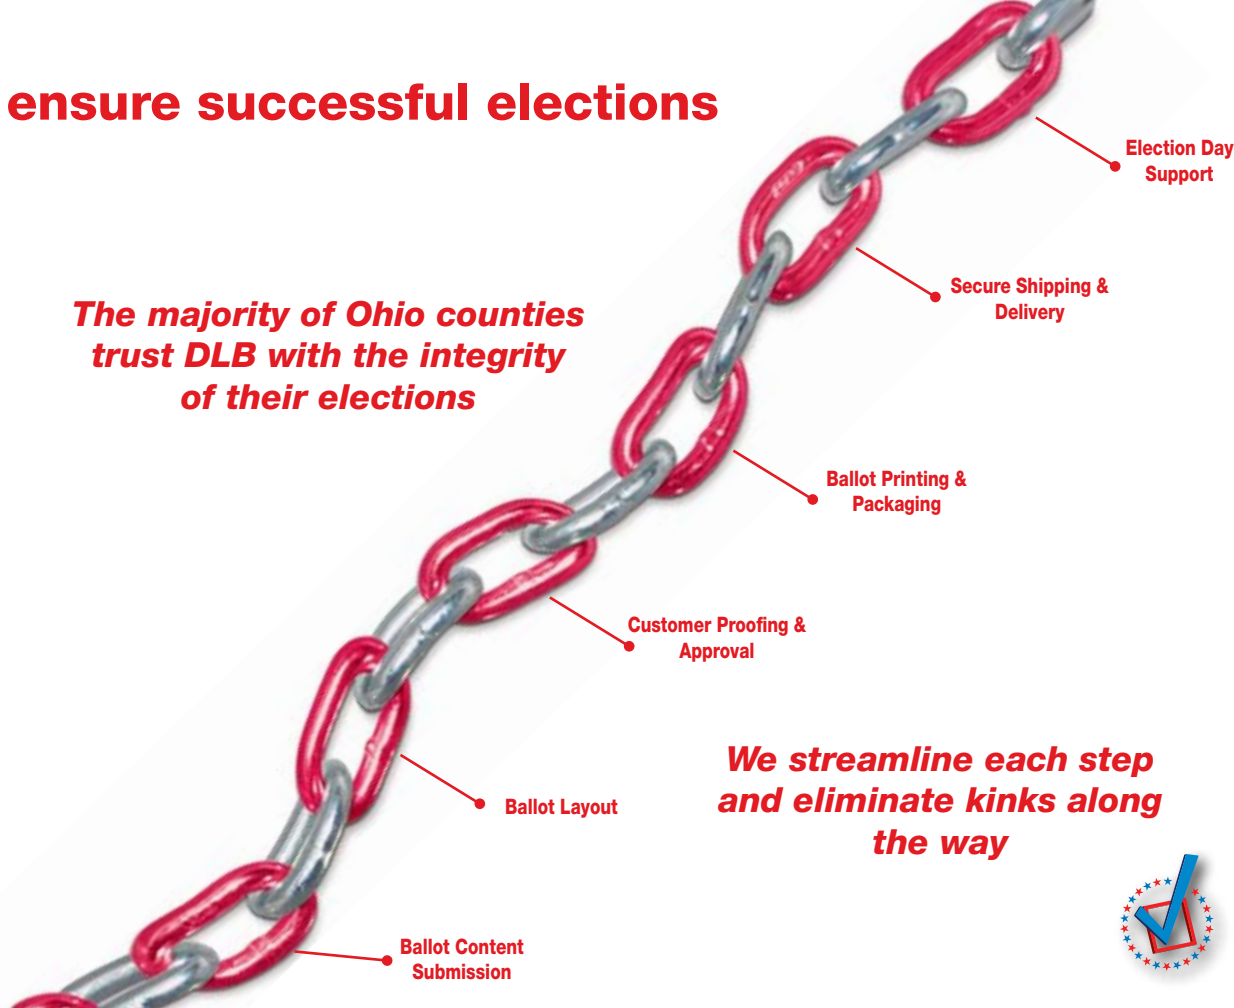 ensure successful elections
Election Day
Support
Secure Shipping &
Delivery
The majority of Ohio counties
trust DLB with the integrity
of their elections
Ballot Printing &
Packaging
Customer Proofing &
Approval
We streamline each step
and eliminate kinks along
the way
Ballot Layout
Ballot Content
Submission